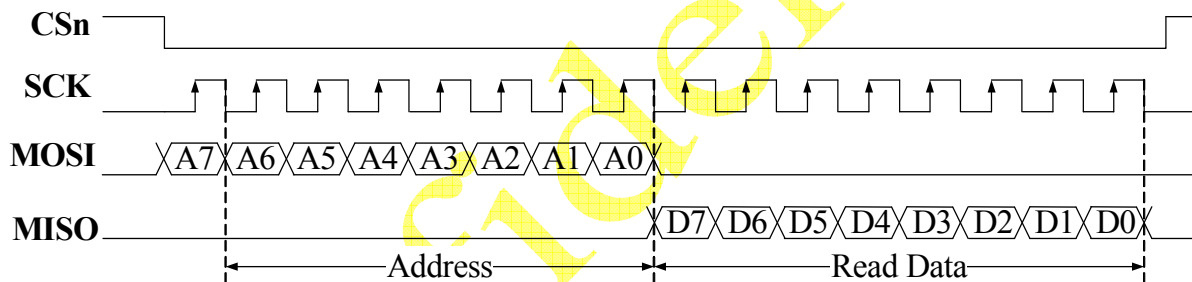 CSn
SCK
MOSI A7 A6 A5 A4 A3 A2 A1 A0
MISO D7 D6 D5 D4 D3 D2 D1 D0
Address Read Data